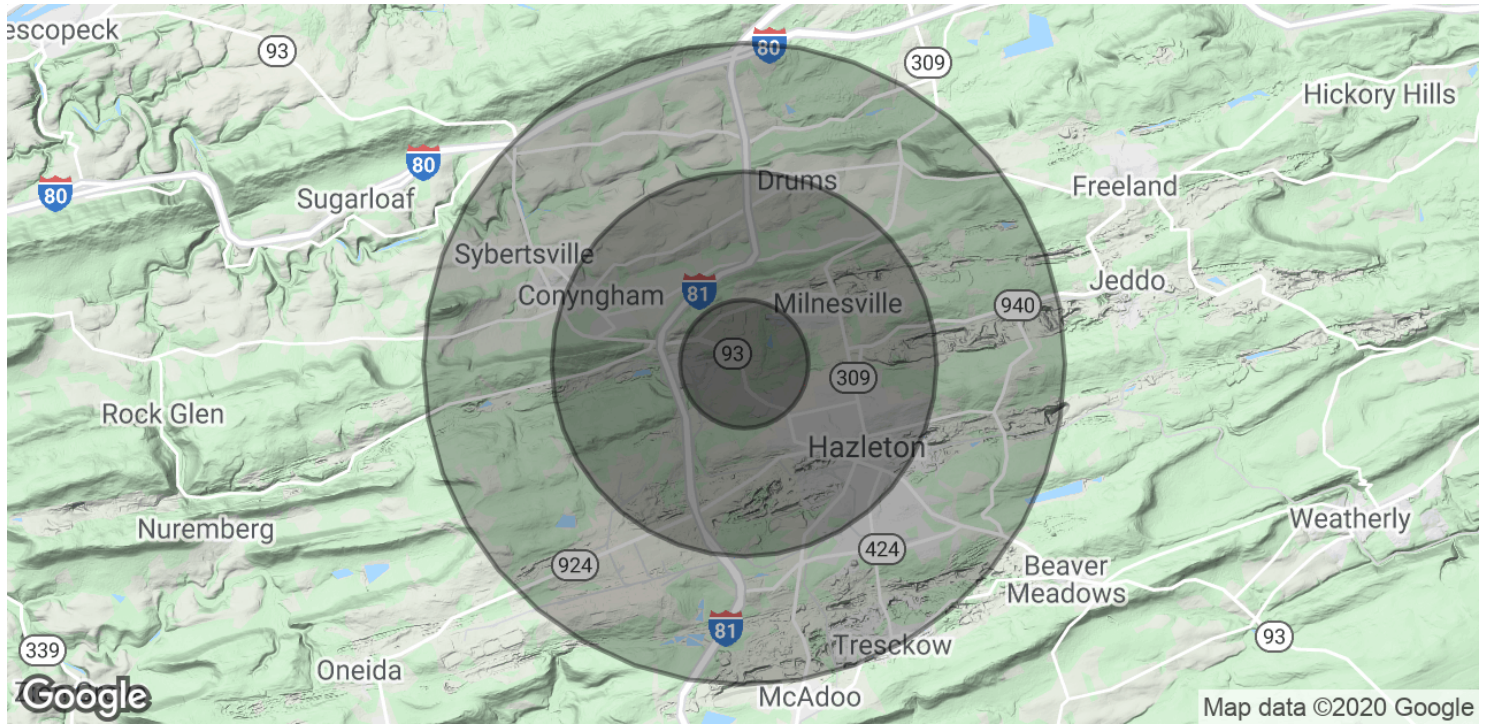 escopeck
93
80
309
Hickory Hills
80
80
Sugarloaf
Drums
Freeland
Sybertsville
Conyngham
81
Milnesville
Jeddo
940
93
309
Rock Glen
Hazleton
Nuremberg
Weatherly
924
424
Beaver
Meadows
81
93
339
Oneida
Tresckow
McAdoo
Google
Map data ©2020 Google